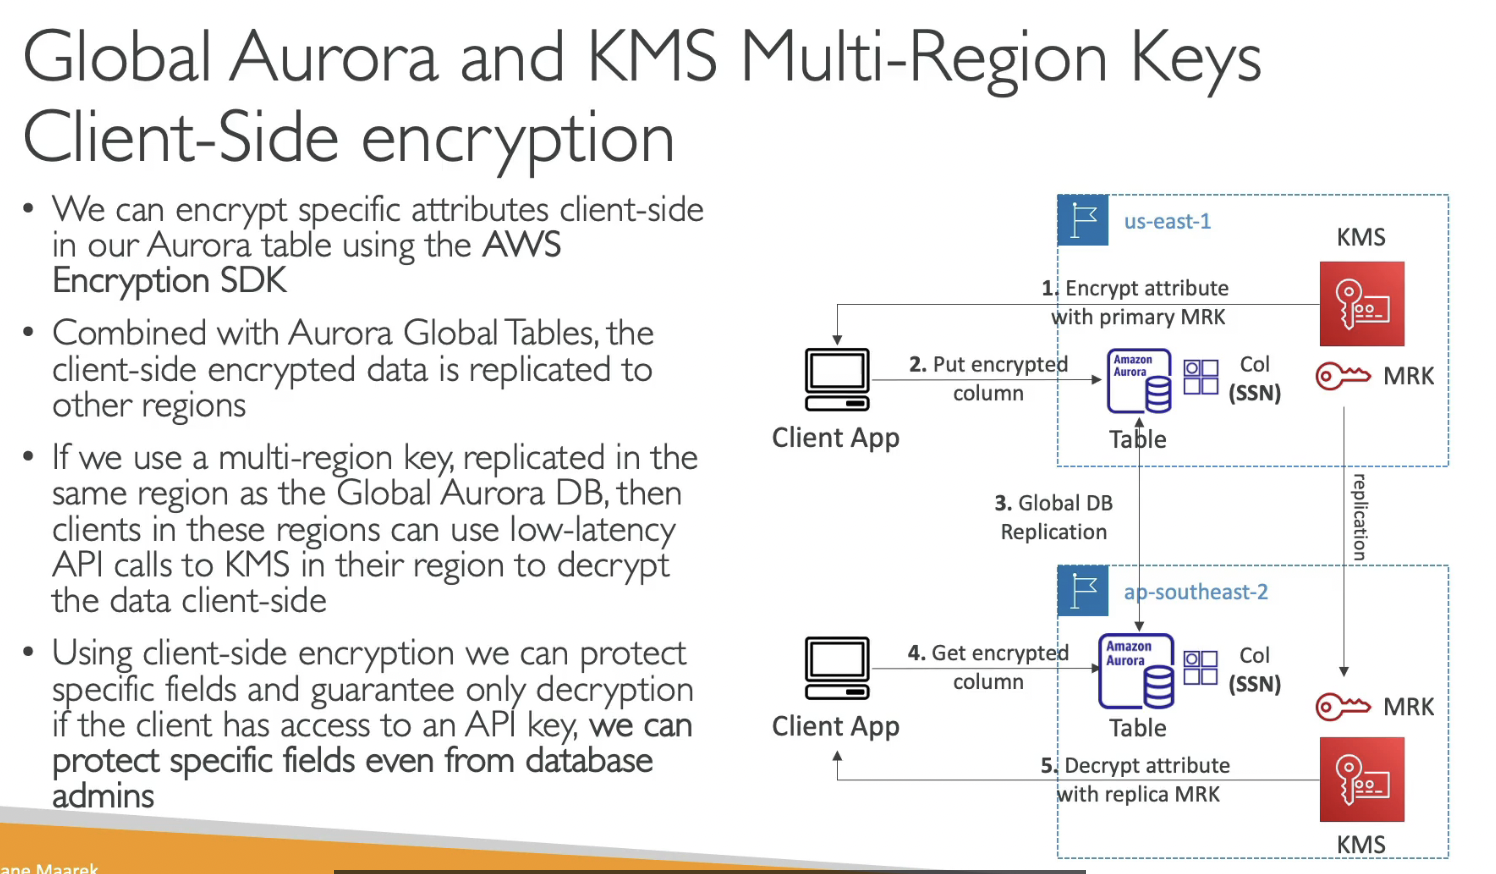 Global Aurora and KMS Multi-Region Keys
Client-Side encryption
• We can encrypt specific attributes client-side
in our Aurora table using the AWS
Encryption SDK
• Combined with Aurora Global Tables, the
client-side encrypted data is replicated to
other regions
• If we use a multi-region key, replicated in the
same region as the Global Aurora DB, then
clients in these regions can use low-latency
API calls to KMS in their region to decrypt
the data client-side
• Using client-side encryption we can protect
specific fields and guarantee only decryption
if the client has access to an API key, we can
protect specific fields even from database
admins
us-east-1
KMS
1. Encrypt attribute
with primary MRK
2. Put encrypted
column
Client App
Amazon
Aurora
Table
Col
(SSN)
MRK
3. Global DB
Replication
replication
ap-southeast-2
4. Get encrypted
column
Client App
Amazon
Aurora
Table
Col
(SSN)
MRK
5. Decrypt attribute
with replica MRK
KMS
Maarek